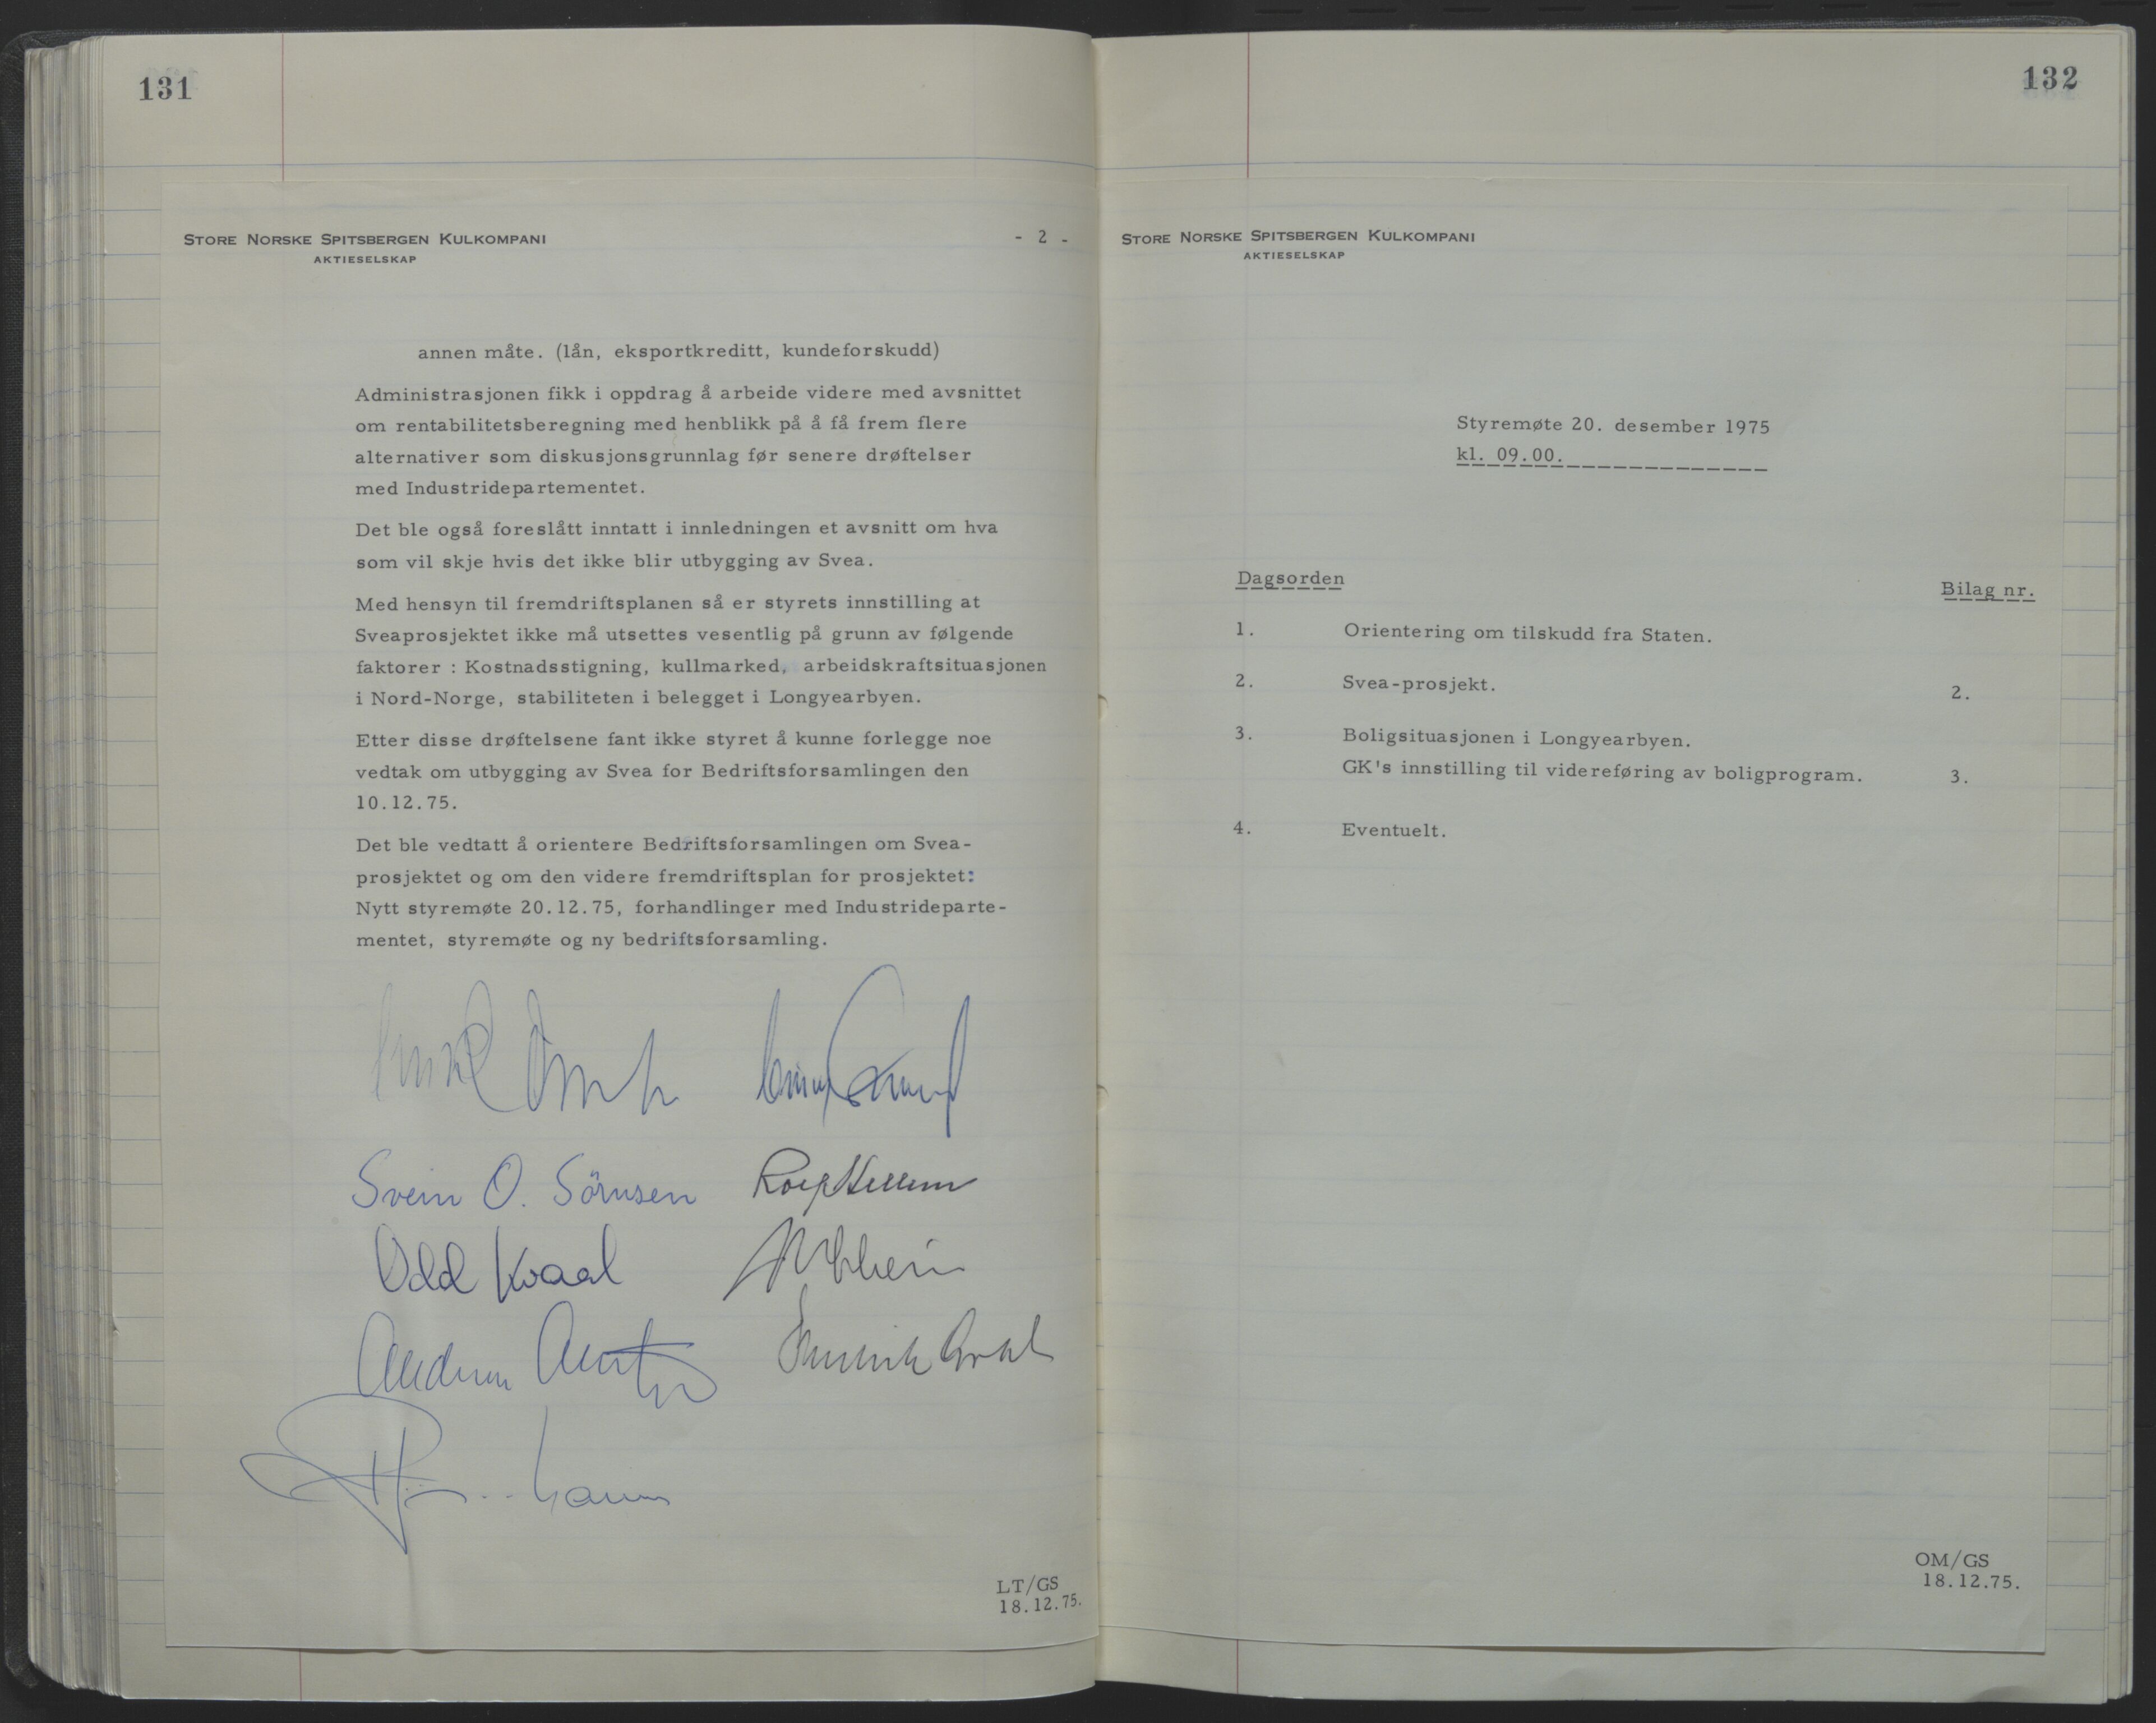 131
STORE NORSKE SPITSBERGEN KULKOMPANI
AKTIESELSKAP
- 2 -
annen måte. (lån, eksportkreditt, kundeforskudd)
Administrasjonen fikk i oppdrag å arbeide videre med avsnittet
om rentabilitetsberegning med henblikk på å få frem flere
alternativer som diskusjonsgrunnlag før senere drøftelser
med Industridepartementet.
Det ble også foreslått inntatt i innledningen et avsnitt om hva
som vil skje hvis det ikke blir utbygging av Svea.
Med hensyn til fremdriftsplanen så er styrets innstilling at
Sveaprosjektet ikke må utsettes vesentlig på grunn av følgende
faktorer : Kostnadsstigning, kullmarked, arbeidskraftsituasjonen
i Nord-Norge, stabiliteten i belegget i Longyearbyen.
Etter disse drøftelsene fant ikke styret å kunne forlegge noe
vedtak om utbygging av Svea for Bedriftsforsamlingen den
10.12.75.
Det ble vedtatt å orientere Bedriftsforsamlingen om Svea-
prosjektet og om den videre fremdriftsplan for prosjektet:
Nytt styremøte 20.12.75, forhandlinger med Industrideparte-
mentet, styremøte og ny bedriftsforsamling.
Svein O. Sörnsen
Odd Kvaal
LT/GS
18.12.75.
132
STORE NORSKE SPITSBERGEN KULKOMPANI
AKTIESELSKAP
Styremøte 20. desember 1975
kl. 09.00.
Dagsorden
Bilag nr.
1. Orientering om tilskudd fra Staten.
2. Svea-prosjekt. 2.
3. Boligsituasjonen i Longyearbyen.
GK's innstilling til videreføring av boligprogram. 3.
4. Eventuelt.
OM/GS
18.12.75.